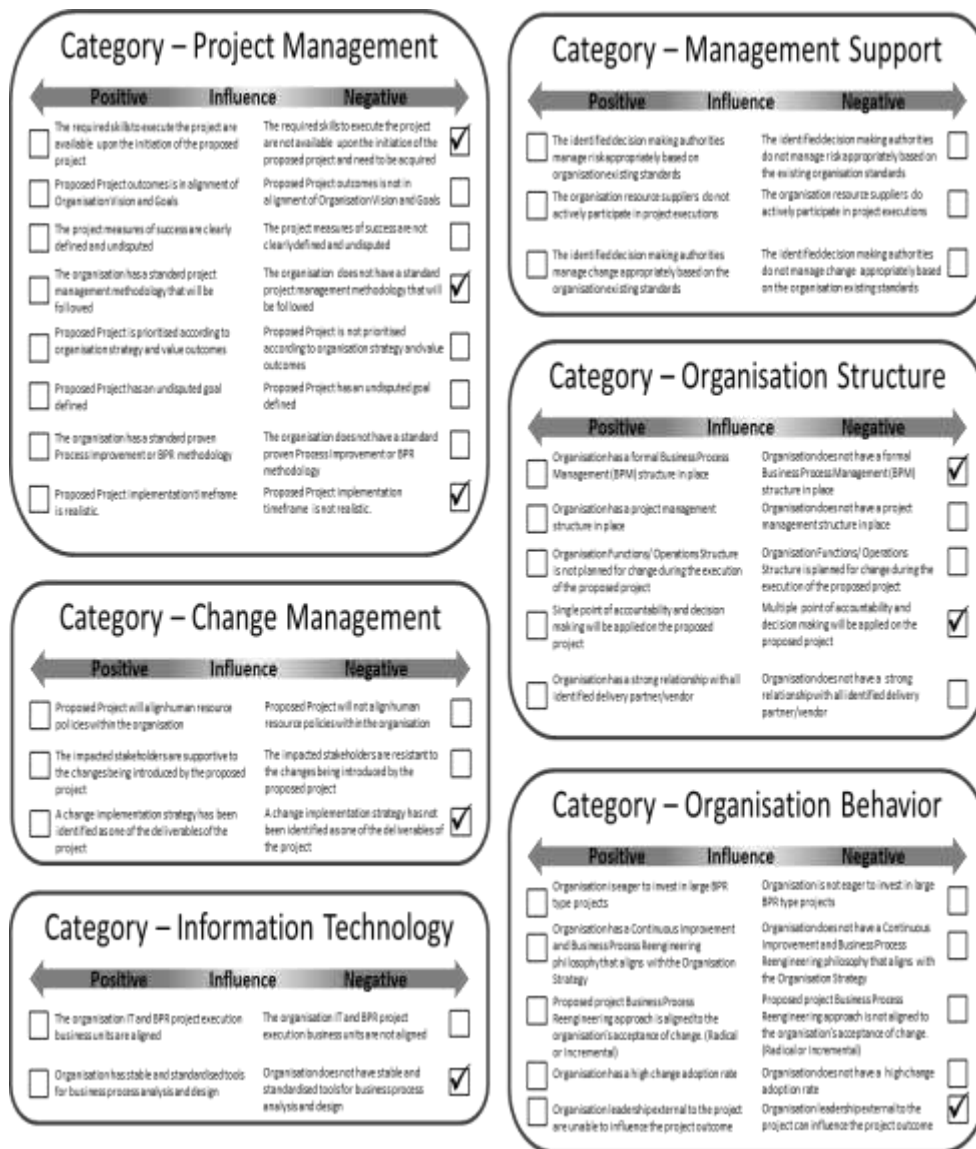 Category – Project Management
Positive Influence Negative
The required skills to execute the project are
available upon the initiation of the proposed
project
The required skills to execute the project
are not available upon the initiation of the
proposed project and need to be acquired
Proposed Project outcomes is in alignment of
Organisation Vision and Goals
Proposed Project outcomes is not in
alignment of Organisation Vision and Goals
The project measures of success are clearly
defined and undisputed
The project measures of success are not
clearly defined and undisputed
The organisation has a standard project
management methodology that will be
followed
The organisation does not have a standard
project management methodology that will
be followed
Proposed Project is prioritised according to
organisation strategy and value outcomes
Proposed Project is not prioritised
according to organisation strategy and value
outcomes
Proposed Project has an undisputed goal
defined
Proposed Project has an undisputed goal
defined
The organisation has a standard proven
Process Improvement or BPR methodology
The organisation does not have a standard
proven Process Improvement or BPR
methodology
Proposed Project Implementation timeframe
is realistic.
Proposed Project Implementation
timeframe is not realistic.
Category – Change Management
Positive Influence Negative
Proposed Project will align human resource
policies within the organisation
Proposed Project will not align human
resource policies within the organisation
The impacted stakeholders are supportive to
the changes being introduced by the proposed
project
The impacted stakeholders are resistant to
the changes being introduced by the
proposed project
A change implementation strategy has been
identified as one of the deliverables of the
project
A change implementation strategy has not
been identified as one of the deliverables of
the project
Category – Information Technology
Positive Influence Negative
The organisation IT and BPR project execution
business units are aligned
The organisation IT and BPR project
execution business units are not aligned
Organisation has stable and standardised tools
for business process analysis and design
Organisation does not have stable and
standardised tools for business process
analysis and design
Category – Management Support
Positive Influence Negative
The identified decision making authorities
manage risk appropriately based on
organisation existing standards
The identified decision making authorities
do not manage risk appropriately based on
the existing organisation standards
The organisation resource suppliers do not
actively participate in project executions
The organisation resource suppliers do
actively participate in project executions
The identified decision making authorities
manage change appropriately based on the
organisation existing standards
The identified decision making authorities
do not manage change appropriately based
on the organisation existing standards
Category – Organisation Structure
Positive Influence Negative
Organisation has a formal Business Process
Management (BPM) structure in place
Organisation does not have a formal
Business Process Management (BPM)
structure in place
Organisation has a project management
structure in place
Organisation does not have a project
management structure in place
Organisation Functions/ Operations Structure
is not planned for change during the execution
of the proposed project
Organisation Functions/ Operations
Structure is planned for change during the
execution of the proposed project
Single point of accountability and decision
making will be applied on the proposed
project
Multiple point of accountability and
decision making will be applied on the
proposed project
Organisation has a strong relationship with all
identified delivery partner/vendor
Organisation does not have a strong
relationship with all identified delivery
partner/vendor
Category – Organisation Behavior
Positive Influence Negative
Organisation is eager to invest in large BPR
type projects
Organisation is not eager to invest in large
BPR type projects
Organisation has a Continuous Improvement
and Business Process Reengineering
philosophy that aligns with the Organisation
Strategy
Organisation does not have a Continuous
Improvement and Business Process
Reengineering philosophy that aligns with
the Organisation Strategy
Proposed project Business Process
Reengineering approach is aligned to the
organisation's acceptance of change. (Radical
or Incremental)
Proposed project Business Process
Reengineering approach is not aligned to
the organisation's acceptance of change.
(Radical or Incremental)
Organisation has a high change adoption rate
Organisation does not have a high change
adoption rate
Organisation leadership external to the project
are unable to influence the project outcome
Organisation leadership external to the
project can influence the project outcome